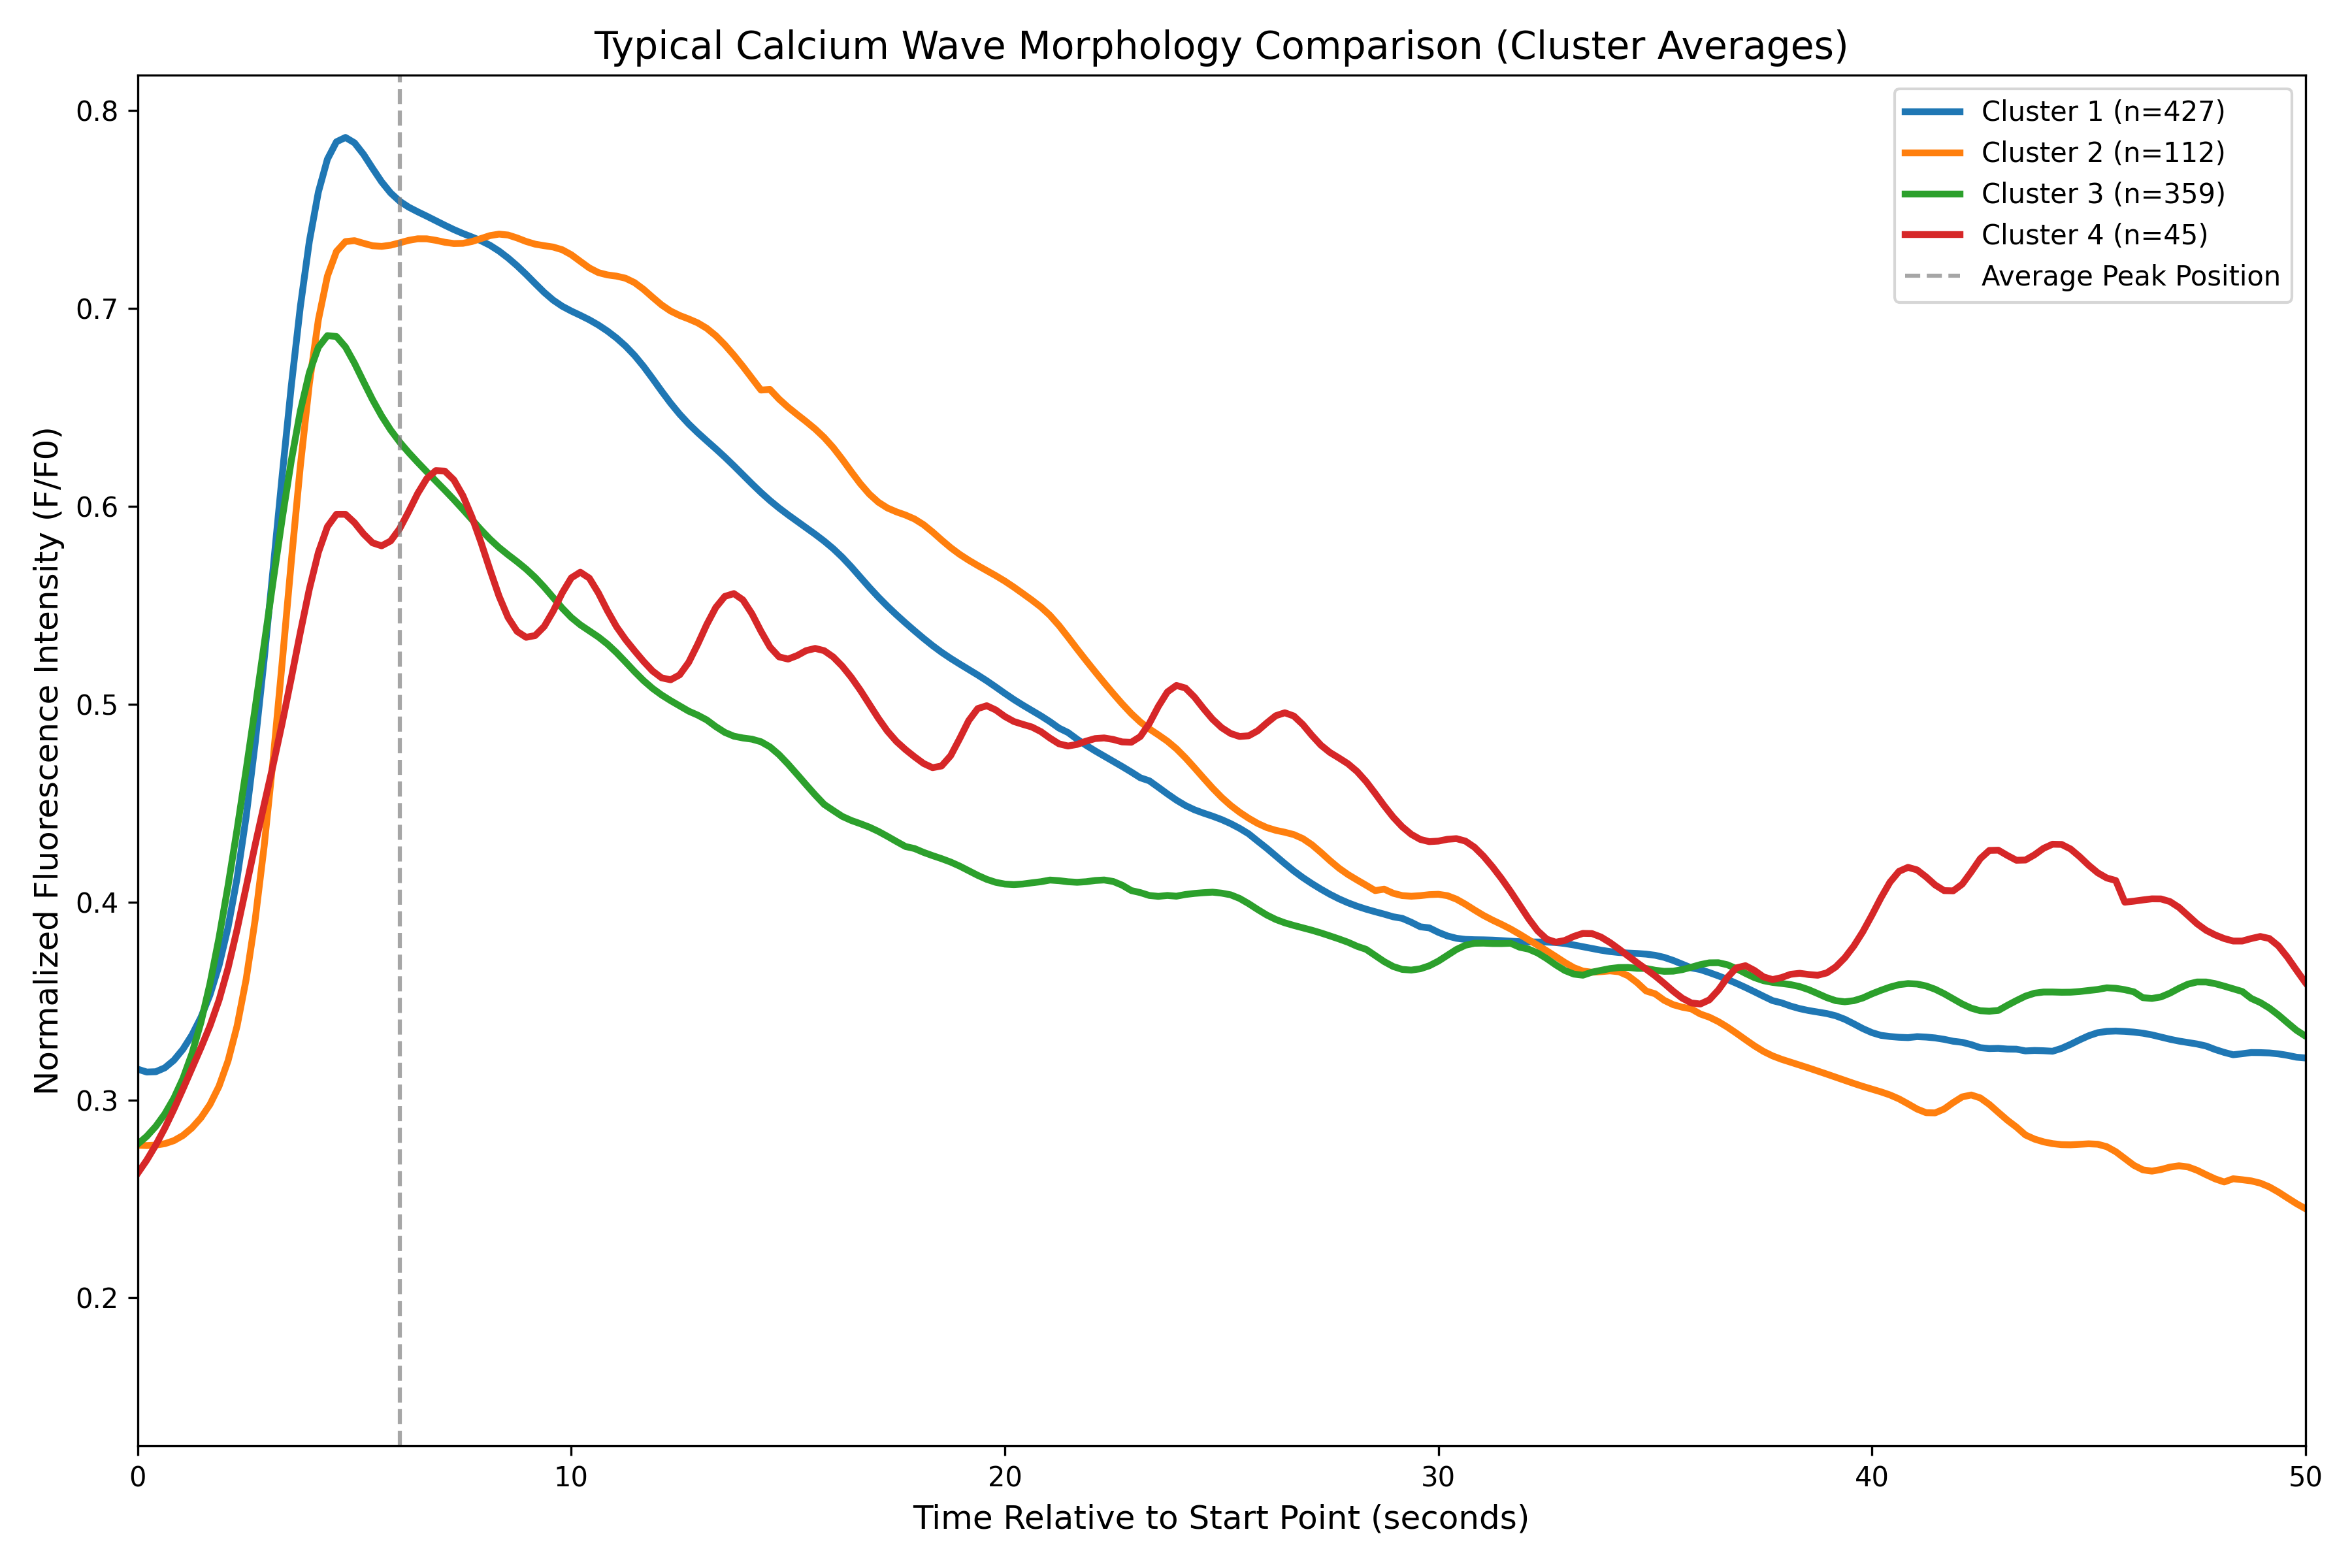 Typical Calcium Wave Morphology Comparison (Cluster Averages)
Cluster 1 (n=427)
Cluster 2 (n=112)
Cluster 3 (n=359)
Cluster 4 (n=45)
Average Peak Position
Normalized Fluorescence Intensity (F/F0)
0.8
0.7
0.6
0.5
0.4
0.3
0.2
0 10 20 30 40 50
Time Relative to Start Point (seconds)